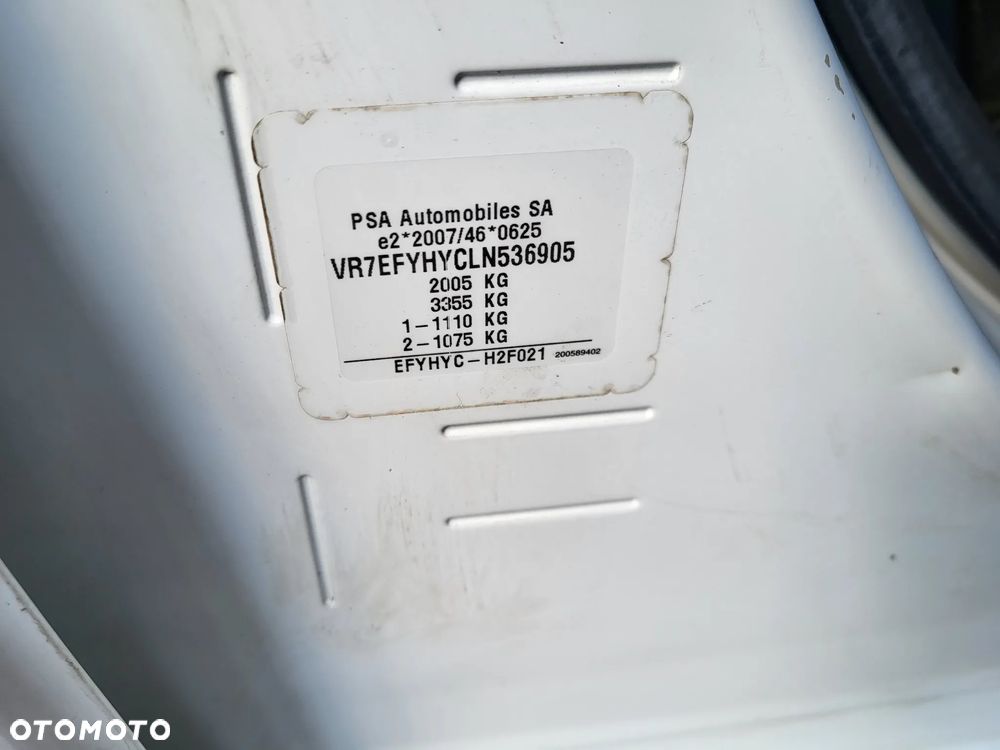 PSA Automobiles SA
e2*2007/46*0625
VR7EFYHYCLN536905
2005 KG
3355 KG
1-1110 KG
2-1075 KG
EFYHYC-H2F021 200589402
OTOMOTO